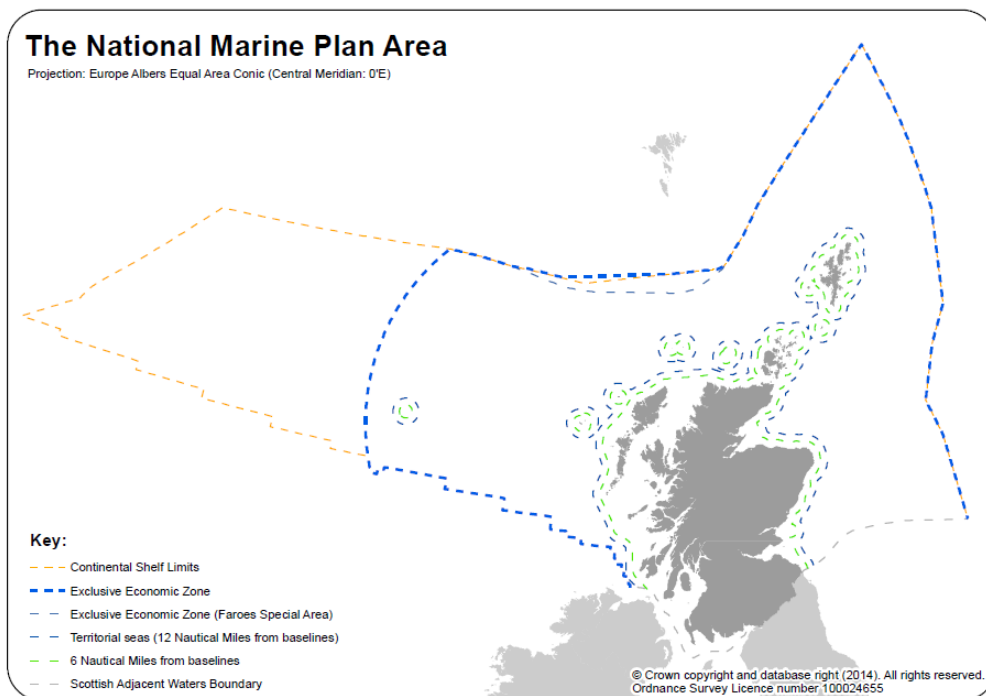 The National Marine Plan Area
Projection: Europe Albers Equal Area Conic (Central Meridian: 0'E)
Key:
Continental Shelf Limits
Exclusive Economic Zone
Exclusive Economic Zone (Faroes Special Area)
Territorial seas (12 Nautical Miles from baselines)
6 Nautical Miles from baselines
Scottish Adjacent Waters Boundary
© Crown copyright and database right (2014). All rights reserved.
Ordnance Survey Licence number 100024655